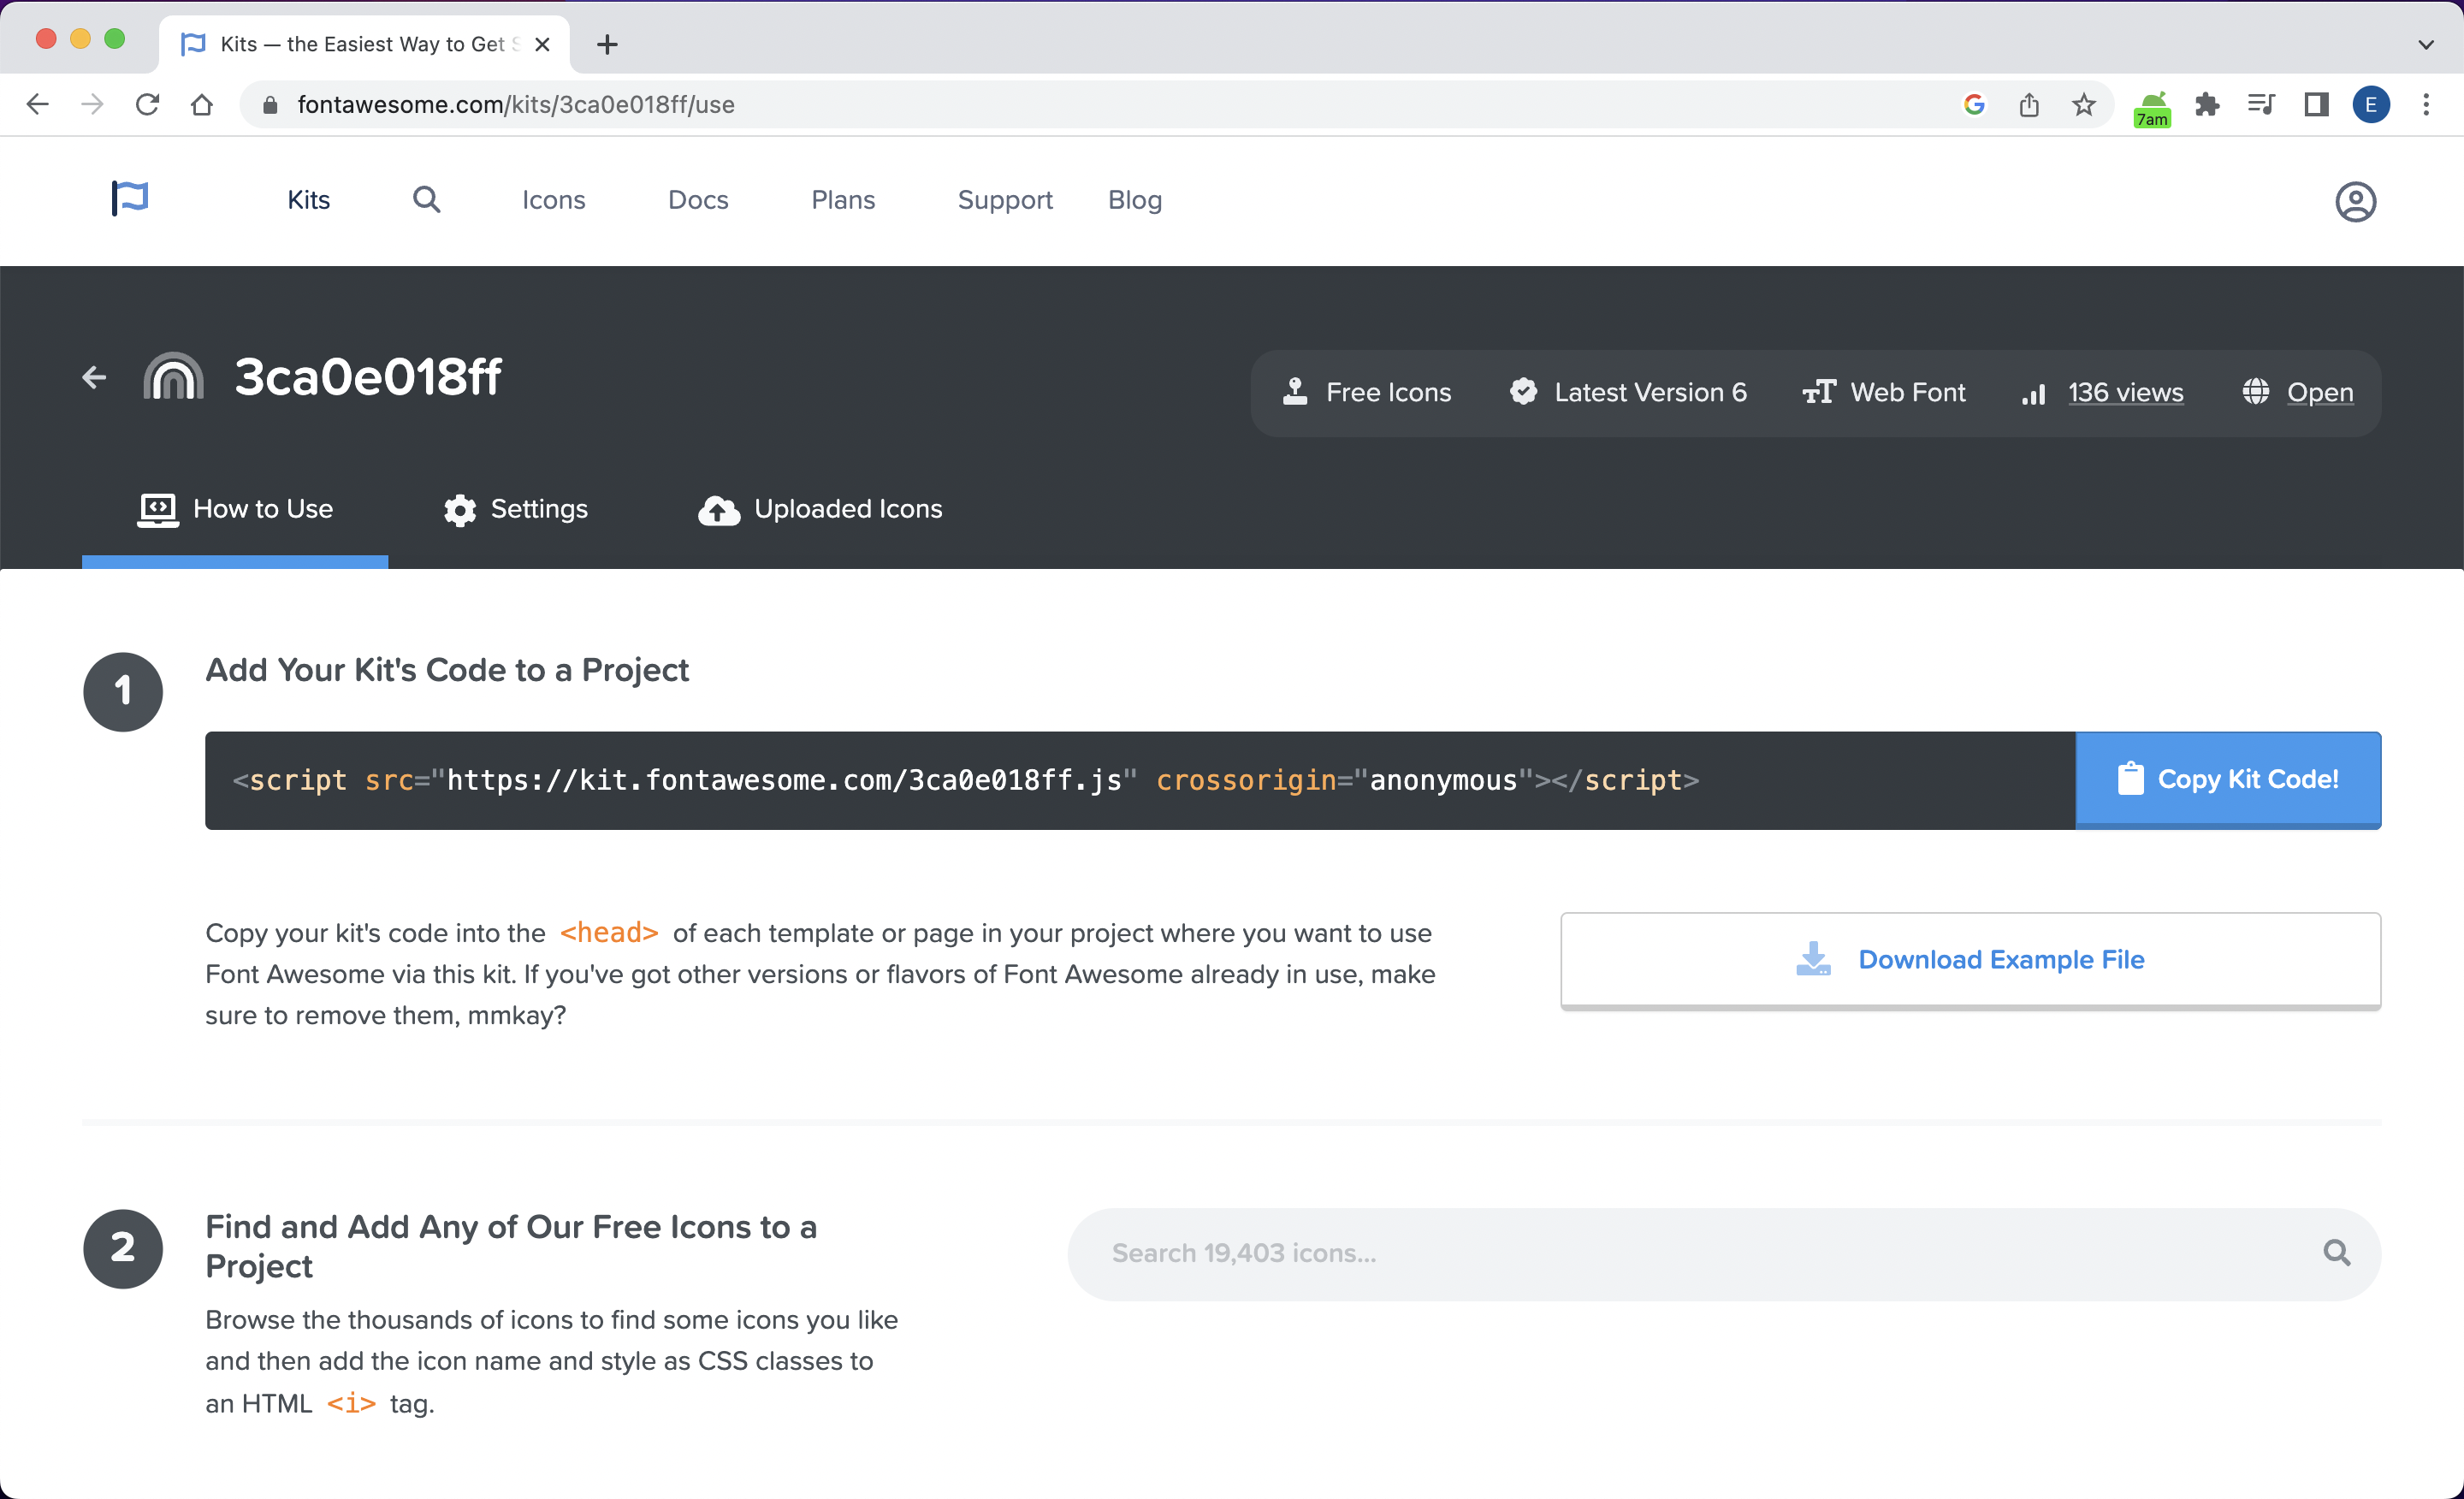 Kits — the Easiest Way to Get
fontawesome.com/kits/3ca0e018ff/use
7am
E
Kits
Icons
Docs
Plans
Support
Blog
3ca0e018ff
Free Icons
Latest Version 6
Web Font
136 views
Open
How to Use
Settings
Uploaded Icons
1
Add Your Kit's Code to a Project
<script src="https://kit.fontawesome.com/3ca0e018ff.js" crossorigin="anonymous"></script>
Copy Kit Code!
Copy your kit's code into the <head> of each template or page in your project where you want to use
Font Awesome via this kit. If you've got other versions or flavors of Font Awesome already in use, make
sure to remove them, mmkay?
Download Example File
2
Find and Add Any of Our Free Icons to a
Project
Browse the thousands of icons to find some icons you like
and then add the icon name and style as CSS classes to
an HTML <i> tag.
Search 19,403 icons...